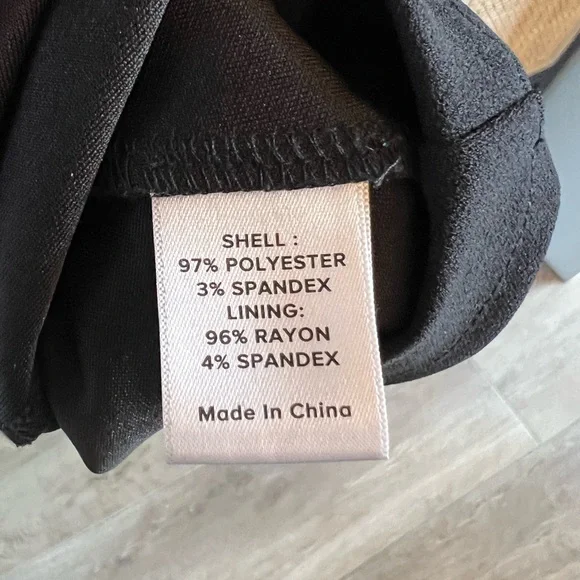 SHELL :
97% POLYESTER
3% SPANDEX
LINING:
96% RAYON
4% SPANDEX
Made In China